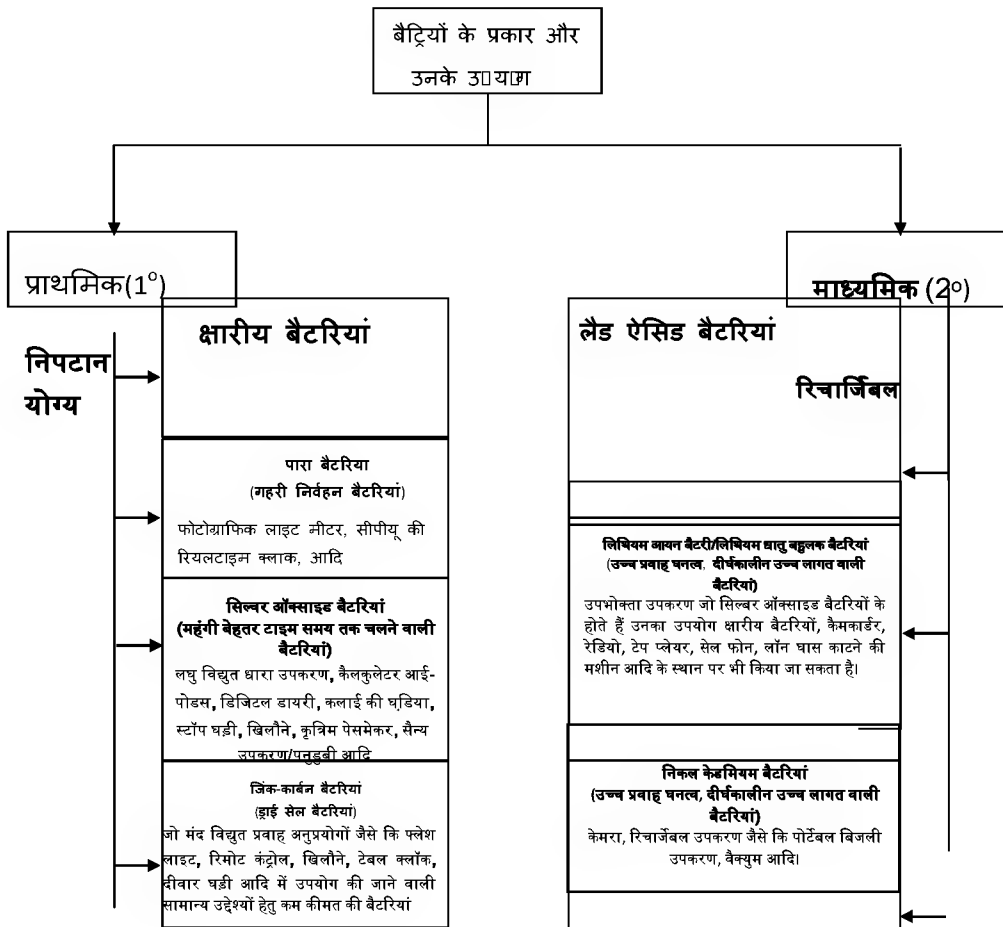 बैट्रियों के प्रकार और
उनके
प्राथमिक(1°)
निपटान
योग्य
क्षारीय बैटरियां
पारा बैटरिया
(गहरी निर्वहन बैटरियां)
फोटोग्राफिक लाइट मीटर, सीपीयू की
रियलटाइम क्लाक, आदि
सिल्वर ऑक्साइड बैटरियां
(महंगी बेहतर टाइम समय तक चलने वाली
बैटरियां)
लघु विद्युत धारा उपकरण, कैलकुलेटर आई-
पोडस, डिजिटल डायरी, कलाई की घडिया,
स्टॉप घड़ी, खिलौने, कृत्रिम पेसमेकर, सैन्य
उपकरण/पनुडुबी आदि
जिंक-कार्बन बैटरियां
(ड्राई सेल बैटरियां)
जो मंद विद्युत प्रवाह अनुप्रयोगों जैसे कि फ्लेश
लाइट, रिमोट कंट्रोल, खिलौने, टेबल क्लॉक,
दीवार घड़ी आदि में उपयोग की जाने वाली
सामान्य उद्देश्यों हेतु कम कीमत की बैटरियां
माध्यमिक (2º)
रिचार्जिबल
लैड ऐसिड बैटरियां
लिथियम आयन बैटरी/लिथियम धातु बहुलक बैटरियां
(उच्च प्रवाह घनत्व, दीर्घकालीन उच्च लागत वाली
बैटरियां)
उपभोक्ता उपकरण जो सिल्बर ऑक्साइड बैटरियों के
होते हैं उनका उपयोग क्षारीय बैटरियों, कैमकार्डर,
रेडियो, टेप प्लेयर, सेल फोन, लॉन घास काटने की
मशीन आदि के स्थान पर भी किया जा सकता है।
निकल केडमियम बैटरियां
(उच्च प्रवाह घनत्व, दीर्घकालीन उच्च लागत वाली
बैटरियां)
केमरा, रिचार्जेबल उपकरण जैसे कि पोर्टेबल बिजली
उपकरण, वैक्युम आदि।